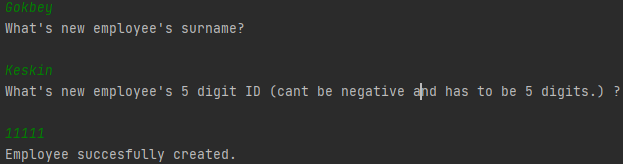 Gokbey
What's new employee's surname?
Keskin
What's new employee's 5 digit ID (cant be negative and has to be 5 digits.) ?
11111
Employee succesfully created.